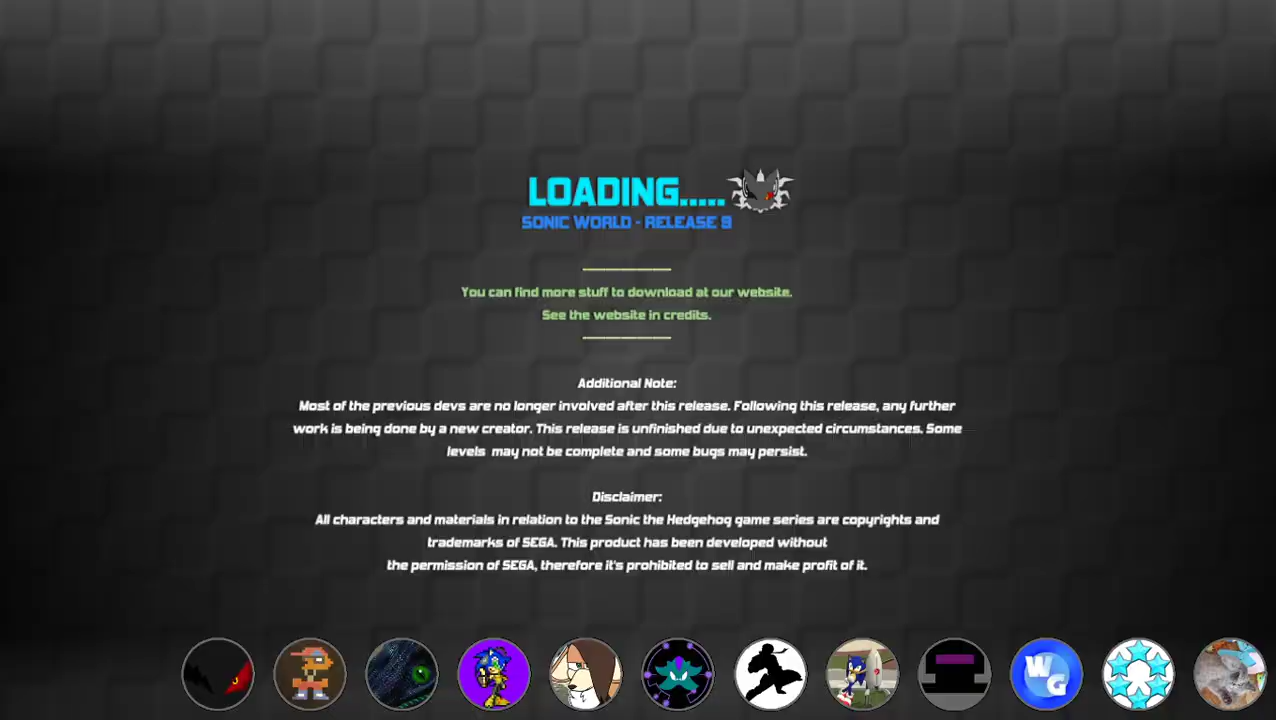 LOADING.....
SONIC WORLD - RELEASE 9
You can find more stuff to download at our website.
See the website in credits.
Additional Note:
Most of the previous devs are no longer involved after this release. Following this release, any further
work is being done by a new creator. This release is unfinished due to unexpected circumstances. Some
levels may not be complete and some bugs may persist.
Disclaimer:
All characters and materials in relation to the Sonic the Hedgehog game series are copyrights and
trademarks of SEGA. This product has been developed without
the permission of SEGA, therefore it's prohibited to sell and make profit of it.
WG